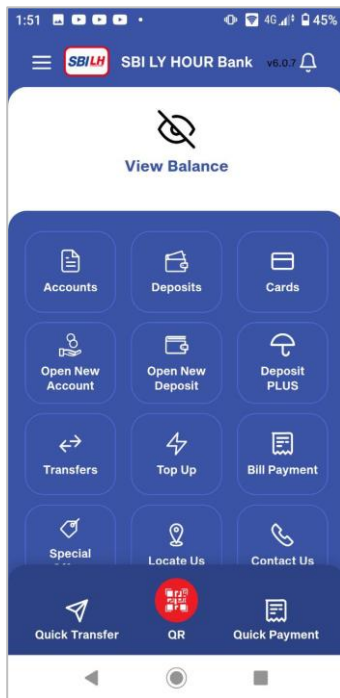 1:51 4G 45%
SBILH SBI LY HOUR Bank v6.0.7
View Balance
Accounts Deposits Cards
Open New Open New Deposit
Account Deposit PLUS
Transfers Top Up Bill Payment
Special Locate Us Contact Us
Quick Transfer QR Quick Payment